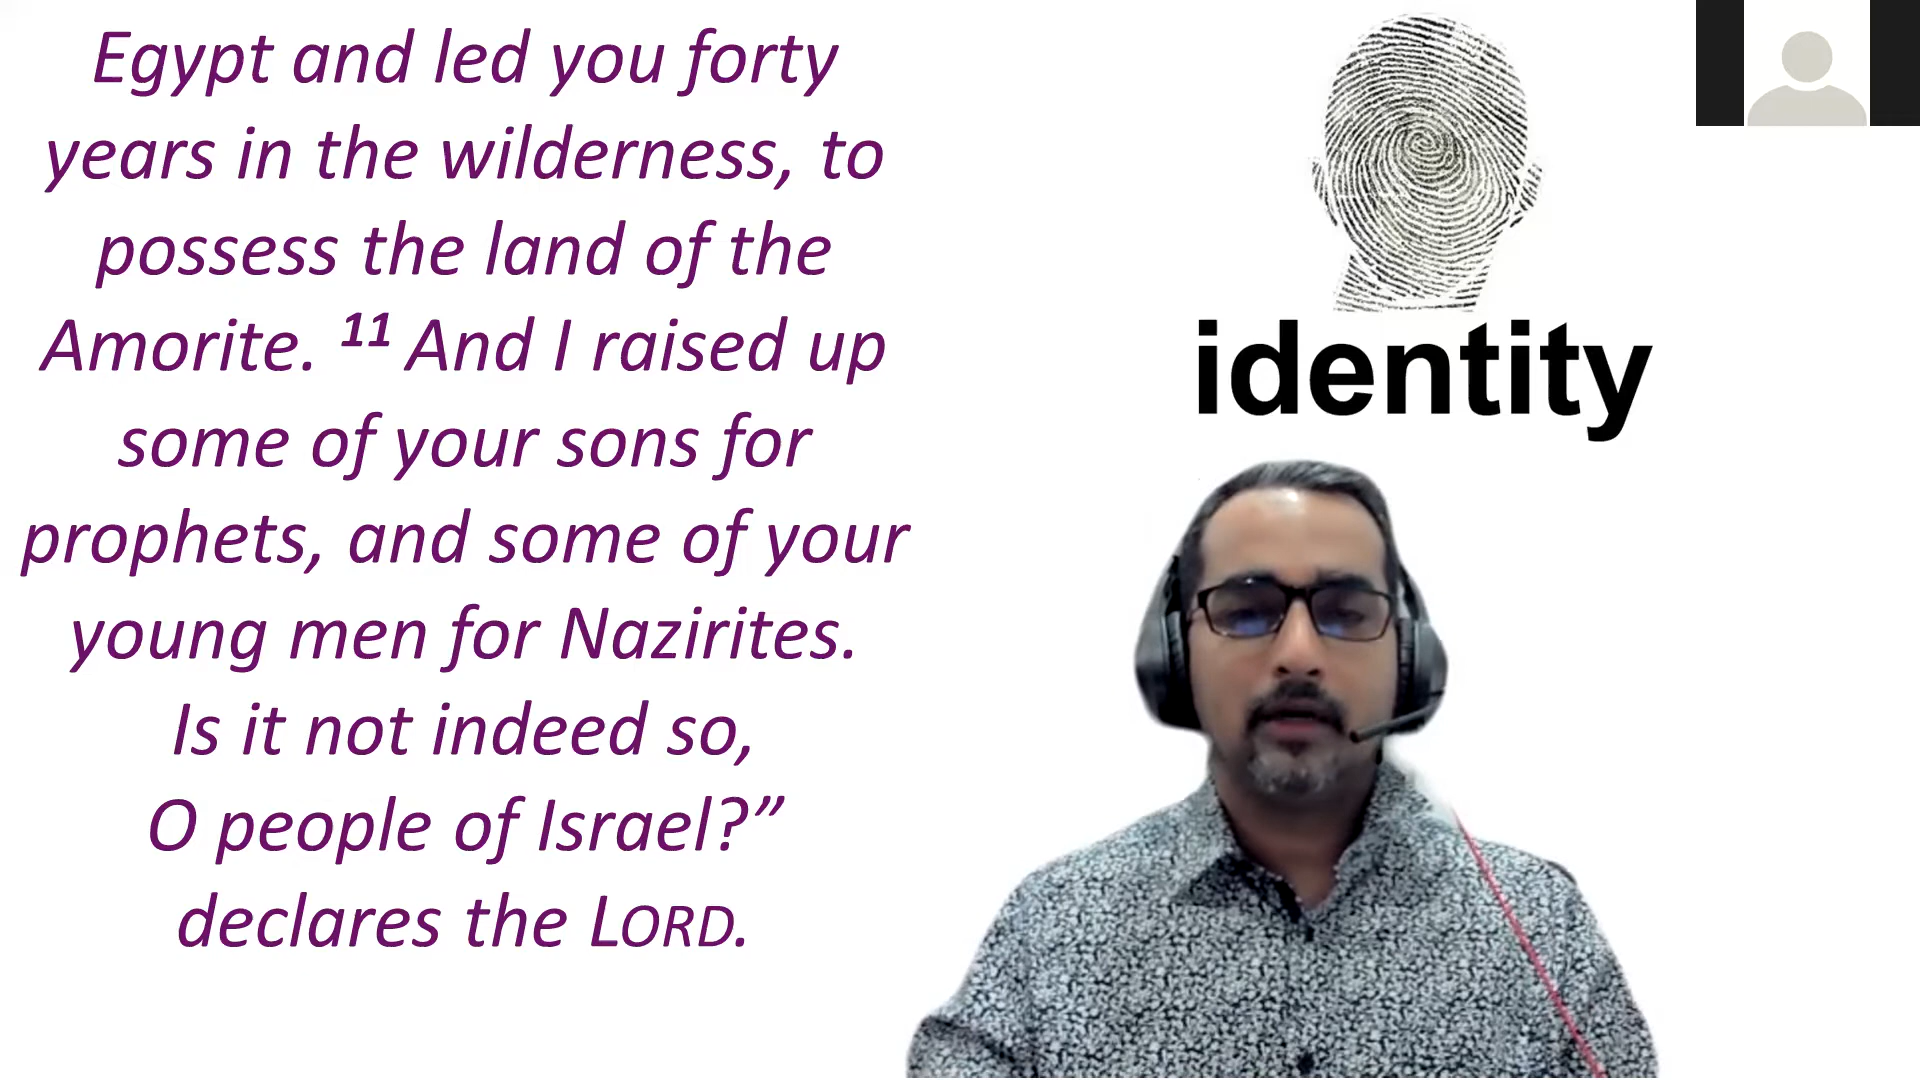 Egypt and led you forty
years in the wilderness, to
possess the land of the
Amorite. 11 And I raised up
some of your sons for
prophets, and some of your
young men for Nazirites.
Is it not indeed so,
O people of Israel?”
declares the LORD.
identity